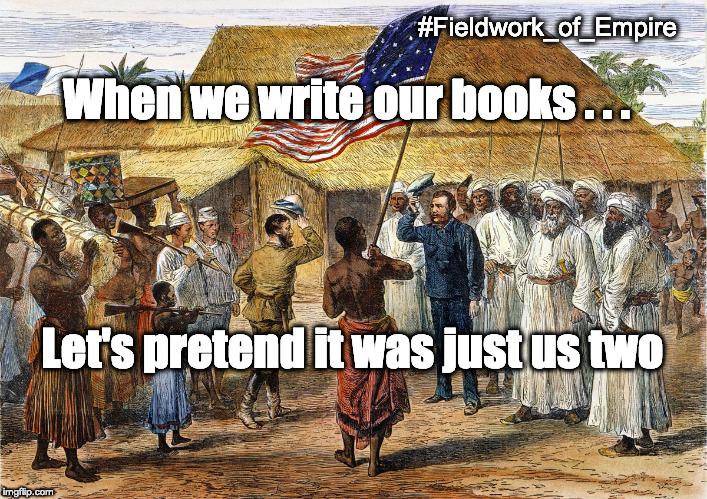 #Fieldwork_of_Empire
When we write our books . . .
Let's pretend it was just us two
imgflip.com